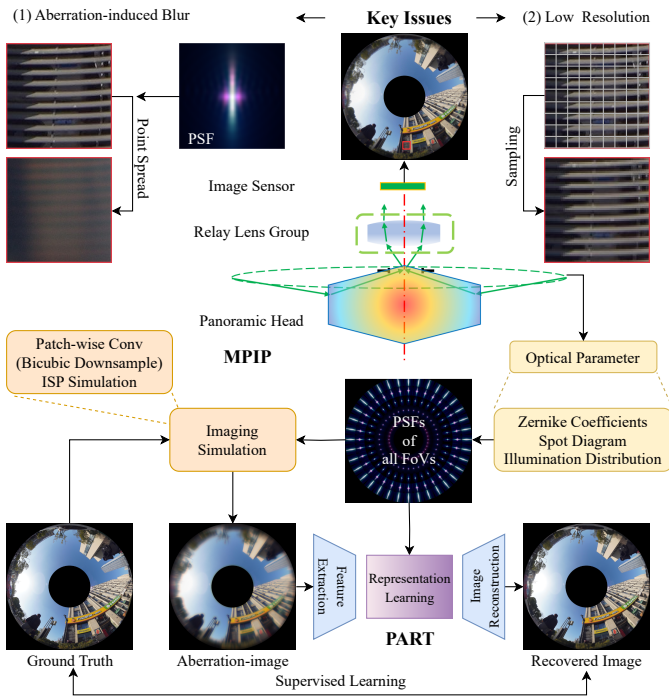 (1) Aberration-induced Blur
Key Issues
(2) Low Resolution
PSF
Point Spread
Sampling
Image Sensor
Relay Lens Group
Panoramic Head
MPIP
Patch-wise Conv
(Bicubic Downsample)
ISP Simulation
Optical Parameter
Imaging
Simulation
PSFs
of
all FoVs
Zernike Coefficients
Spot Diagram
Illumination Distribution
Feature
Extraction
Representation
Learning
Image
Reconstruction
PART
Ground Truth
Aberration-image
Recovered Image
Supervised Learning